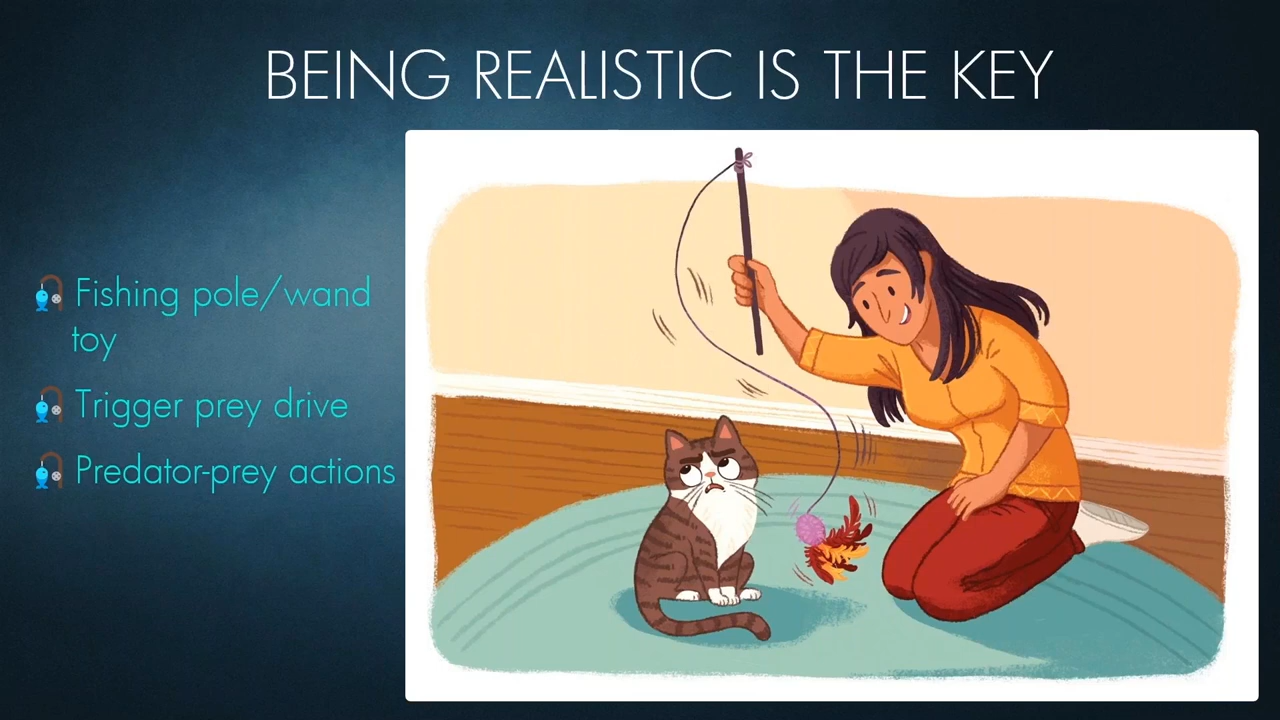 BEING REALISTIC IS THE KEY
Fishing pole/wand
toy
Trigger prey drive
Predator-prey actions